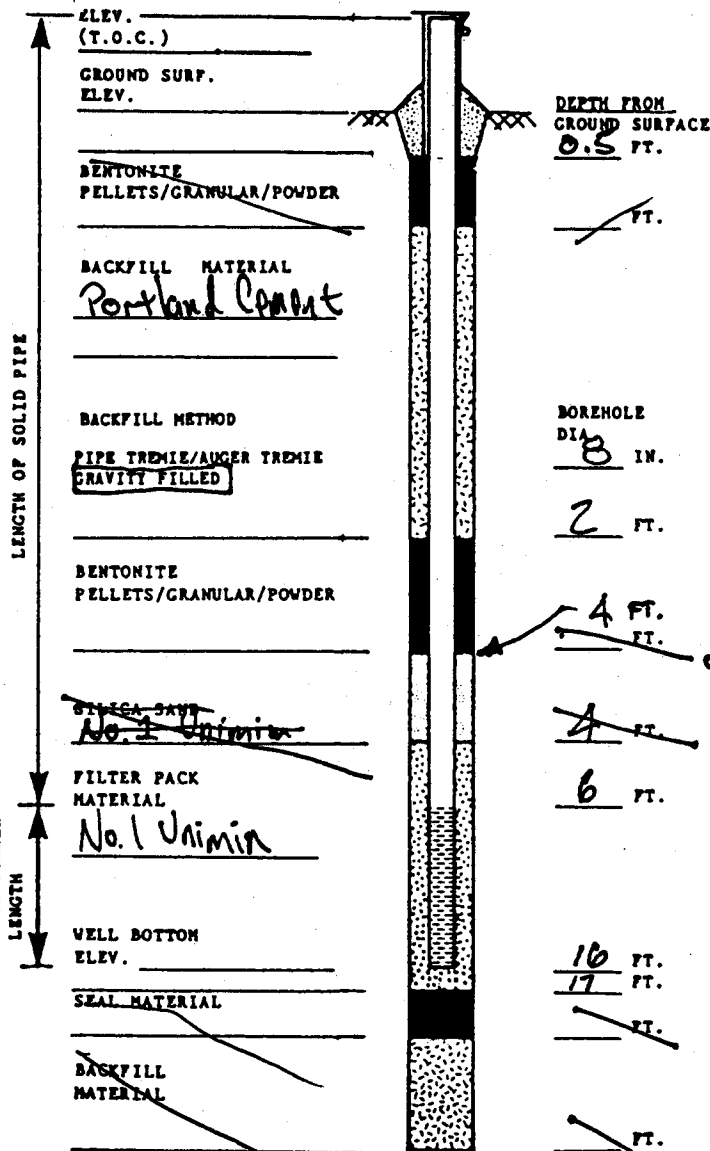 ELEV.
(T.O.C.)
GROUND SURF.
ELEV.
DEPTH FROM
GROUND SURFACE
0.5 FT.
BENTONITE
PELLETS/GRANULAR/POWDER
FT.
BACKFILL MATERIAL
Portland Cement
LENGTH OF SOLID PIPE
BACKFILL METHOD
BOREHOLE
DIA
8 IN.
PIPE TREMIE/AUGER TREMIE
GRAVITY FILLED
2 FT.
BENTONITE
PELLETS/GRANULAR/POWDER
4 FT.
FT.
SILICA SAND
No. 1 Unimin
4 FT.
FILTER PACK
MATERIAL
6 FT.
No. 1 Unimin
LENGTH
WELL BOTTOM
ELEV.
16 FT.
17 FT.
SEAL MATERIAL
FT.
BACKFILL
MATERIAL
FT.